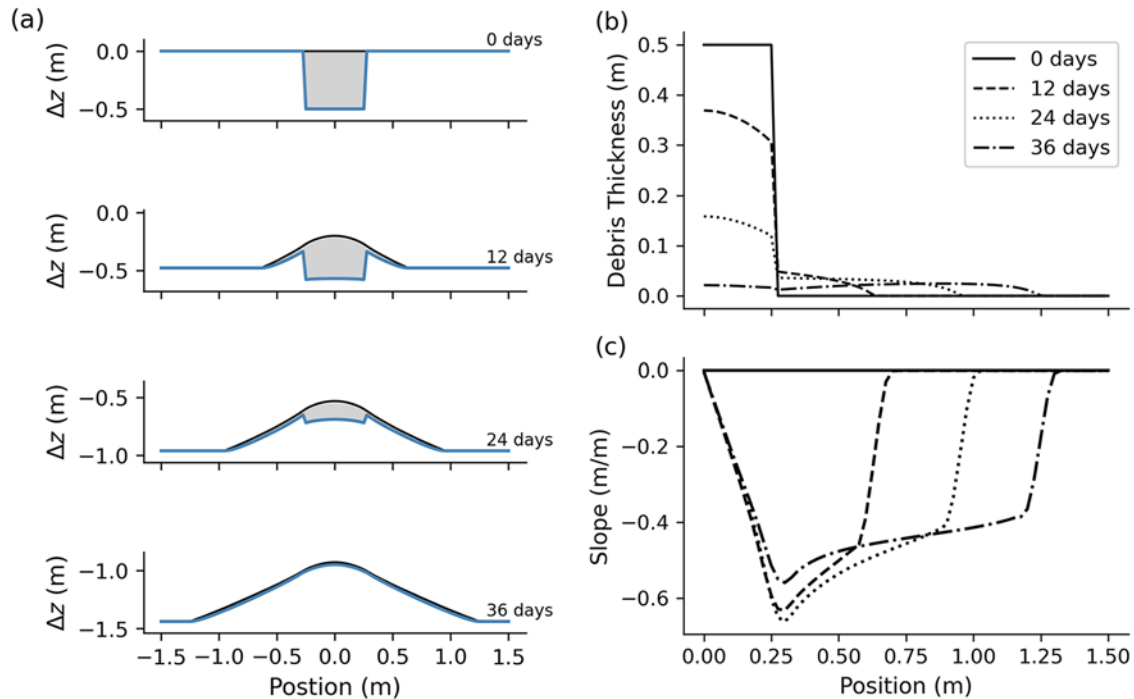 (a)
0 days
0.0
−0.5
Δz (m)
12 days
0.0
−0.5
Δz (m)
24 days
−0.5
−1.0
Δz (m)
36 days
−1.0
−1.5
Δz (m)
−1.5 −1.0 −0.5 0.0 0.5 1.0 1.5
Postion (m)
(b)
0.5
0.4
0.3
0.2
0.1
0.0
Debris Thickness (m)
0 days
12 days
24 days
36 days
(c)
0.0
−0.2
−0.4
−0.6
Slope (m/m)
0.00 0.25 0.50 0.75 1.00 1.25 1.50
Position (m)